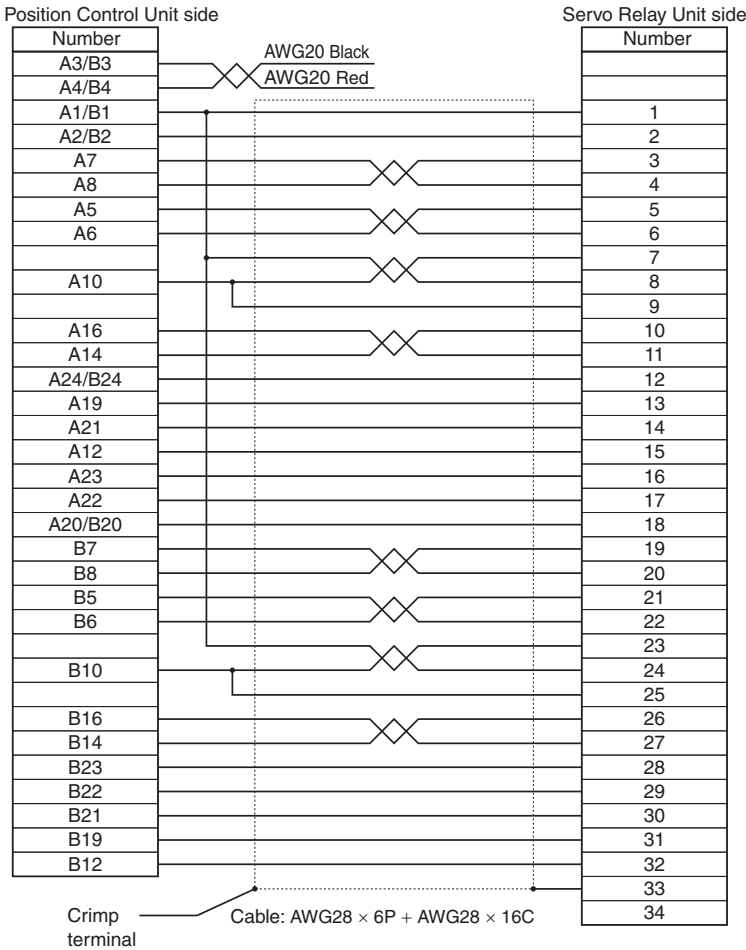 Position Control Unit side Servo Relay Unit side
Number Number
A3/B3 AWG20 Black
A4/B4 AWG20 Red
A1/B1 1
A2/B2 2
A7 3
A8 4
A5 5
A6 6
7
A10 8
9
A16 10
A14 11
A24/B24 12
A19 13
A21 14
A12 15
A23 16
A22 17
A20/B20 18
B7 19
B8 20
B5 21
B6 22
23
B10 24
25
B16 26
B14 27
B23 28
B22 29
B21 30
B19 31
B12 32
33
34
Crimp terminal
Cable: AWG28 × 6P + AWG28 × 16C